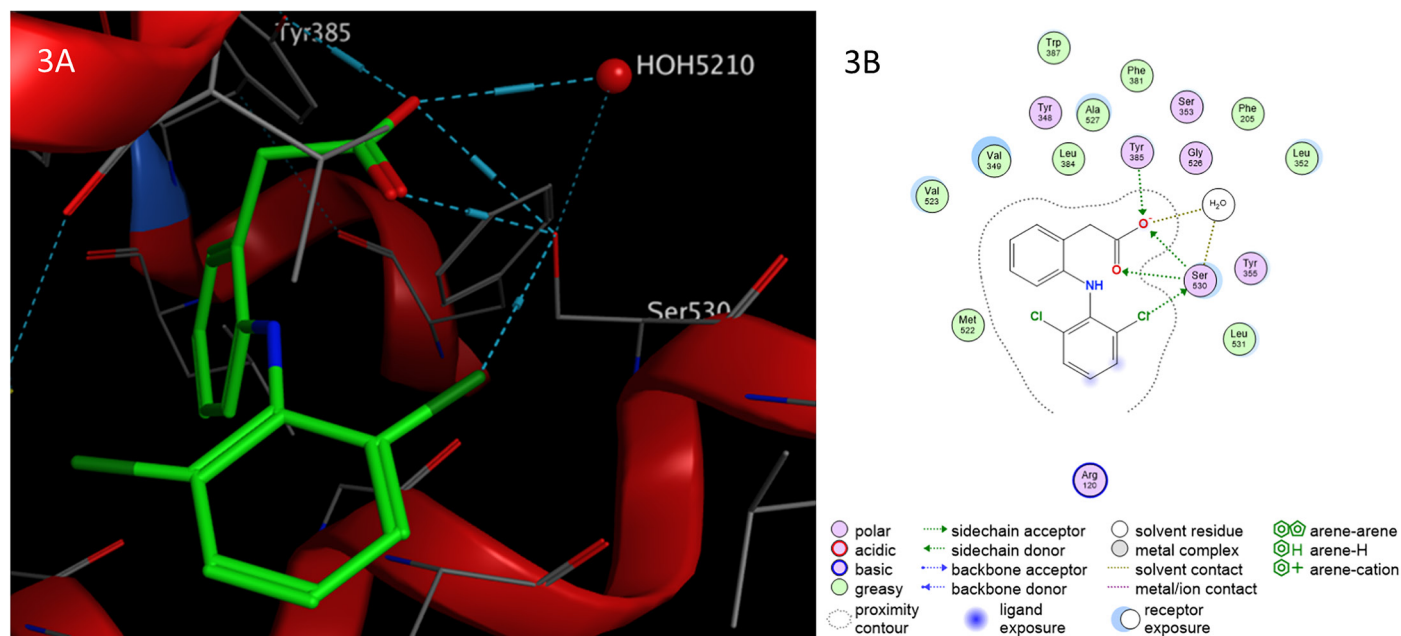 3A
Tyr385
HOH5210
Ser530
3B
Trp
387
Phe
381
Tyr
348
Ala
527
Ser
353
Phe
205
Val
349
Leu
384
Tyr
385
Gly
526
Leu
352
Val
523
H₂O
O⁻
O
NH
Ser
530
Tyr
355
Cl
Cl
Met
522
Leu
531
Arg
120
polar
acidic
basic
greasy
proximity
contour
sidechain acceptor
sidechain donor
backbone acceptor
backbone donor
ligand
exposure
solvent residue
metal complex
solvent contact
metal/ion contact
receptor
exposure
arene-arene
H arene-H
+ arene-cation